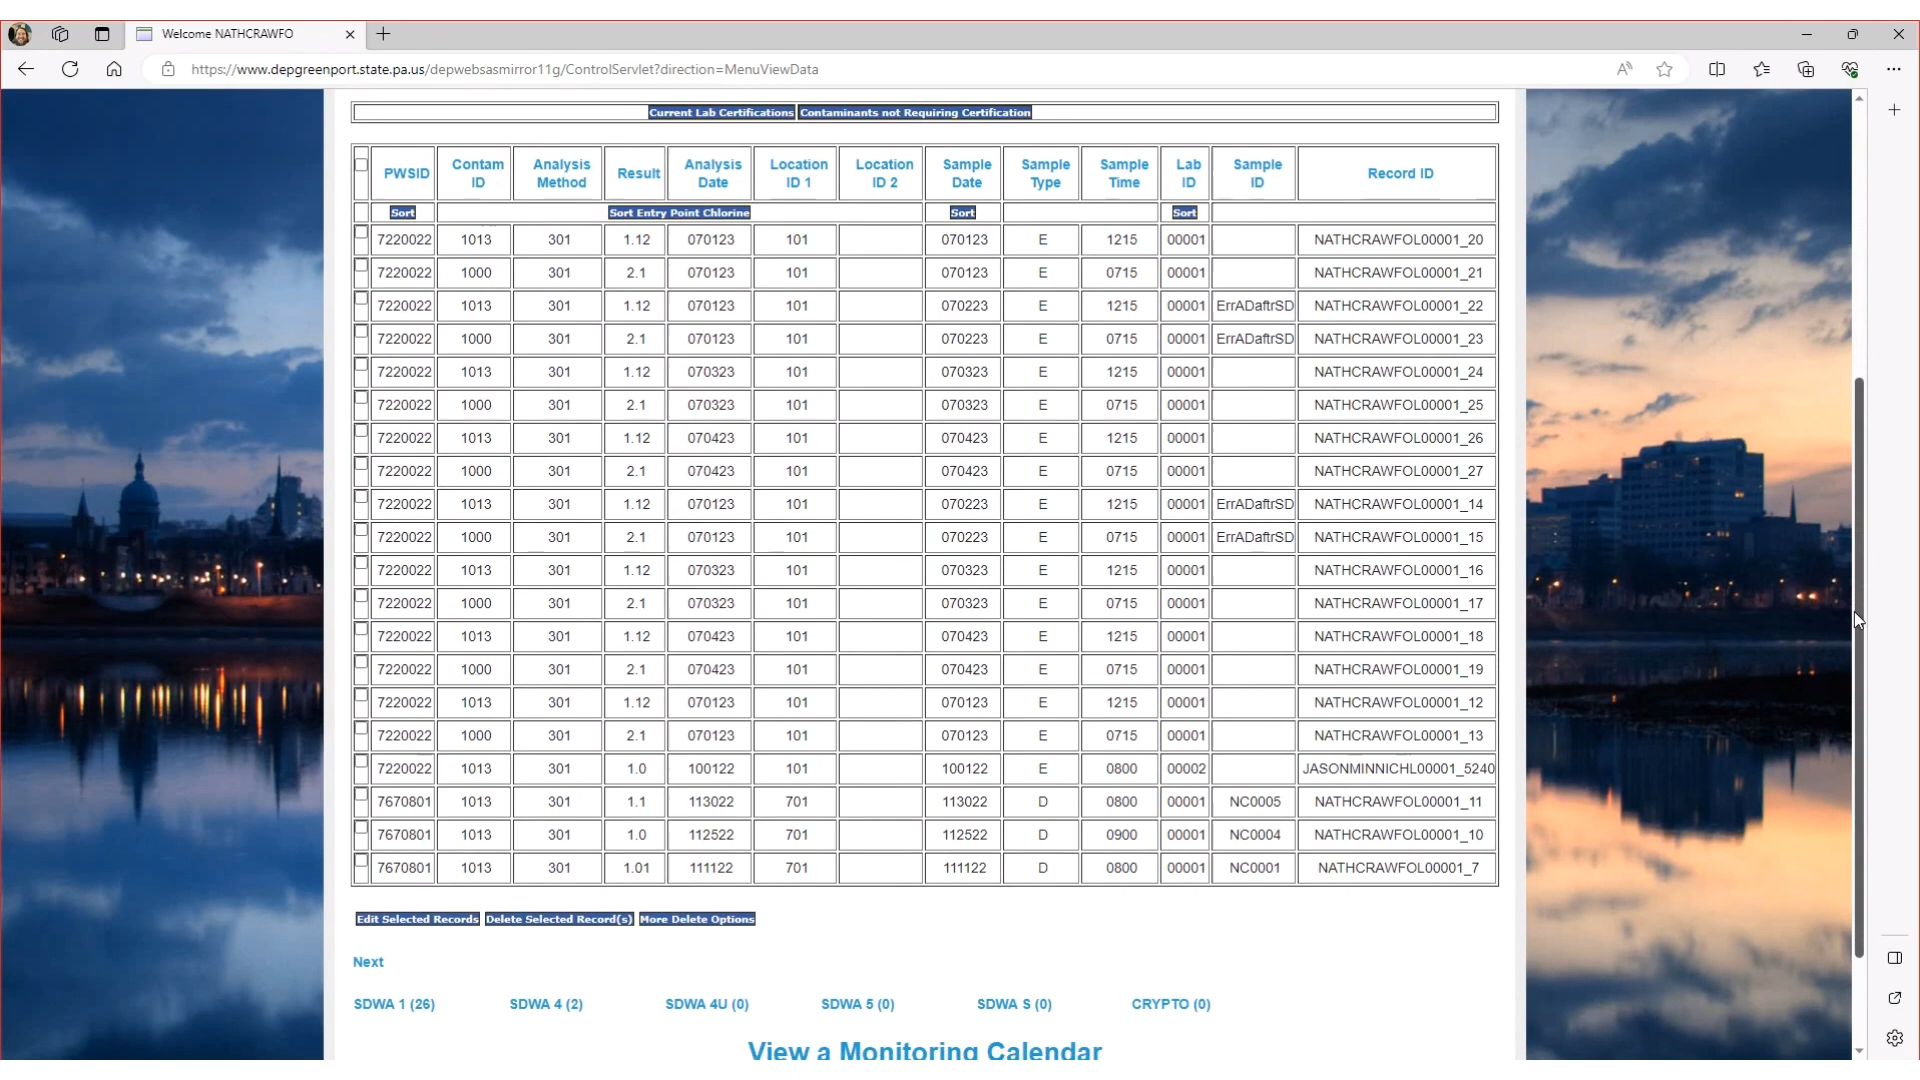 Welcome NATHCRAWFO
https://www.depgreenport.state.pa.us/depwebsasmirror11g/ControlServlet?direction=MenuViewData
Current Lab Certifications Contaminants not Requiring Certification
PWSID Contam ID Analysis Method Result Analysis Date Location ID 1 Location ID 2 Sample Date Sample Type Sample Time Lab ID Sample ID Record ID
Sort Sort Entry Point Chlorine Sort Sort
7220022 1013 301 1.12 070123 101 070123 E 1215 00001 NATHCRAWFOL00001_20
7220022 1000 301 2.1 070123 101 070123 E 0715 00001 NATHCRAWFOL00001_21
7220022 1013 301 1.12 070123 101 070223 E 1215 00001 ErrADaftrSD NATHCRAWFOL00001_22
7220022 1000 301 2.1 070123 101 070223 E 0715 00001 ErrADaftrSD NATHCRAWFOL00001_23
7220022 1013 301 1.12 070323 101 070323 E 1215 00001 NATHCRAWFOL00001_24
7220022 1000 301 2.1 070323 101 070323 E 0715 00001 NATHCRAWFOL00001_25
7220022 1013 301 1.12 070423 101 070423 E 1215 00001 NATHCRAWFOL00001_26
7220022 1000 301 2.1 070423 101 070423 E 0715 00001 NATHCRAWFOL00001_27
7220022 1013 301 1.12 070123 101 070223 E 1215 00001 ErrADaftrSD NATHCRAWFOL00001_14
7220022 1000 301 2.1 070123 101 070223 E 0715 00001 ErrADaftrSD NATHCRAWFOL00001_15
7220022 1013 301 1.12 070323 101 070323 E 1215 00001 NATHCRAWFOL00001_16
7220022 1000 301 2.1 070323 101 070323 E 0715 00001 NATHCRAWFOL00001_17
7220022 1013 301 1.12 070423 101 070423 E 1215 00001 NATHCRAWFOL00001_18
7220022 1000 301 2.1 070423 101 070423 E 0715 00001 NATHCRAWFOL00001_19
7220022 1013 301 1.12 070123 101 070123 E 1215 00001 NATHCRAWFOL00001_12
7220022 1000 301 2.1 070123 101 070123 E 0715 00001 NATHCRAWFOL00001_13
7220022 1013 301 1.0 100122 101 100122 E 0800 00002 JASONMINNICHL00001_5240
7670801 1013 301 1.1 113022 701 113022 D 0800 00001 NC0005 NATHCRAWFOL00001_11
7670801 1013 301 1.0 112522 701 112522 D 0900 00001 NC0004 NATHCRAWFOL00001_10
7670801 1013 301 1.01 111122 701 111122 D 0800 00001 NC0001 NATHCRAWFOL00001_7
Edit Selected Records Delete Selected Record(s) More Delete Options
Next
SDWA 1 (26) SDWA 4 (2) SDWA 4U (0) SDWA 5 (0) SDWA S (0) CRYPTO (0)
View a Monitoring Calendar